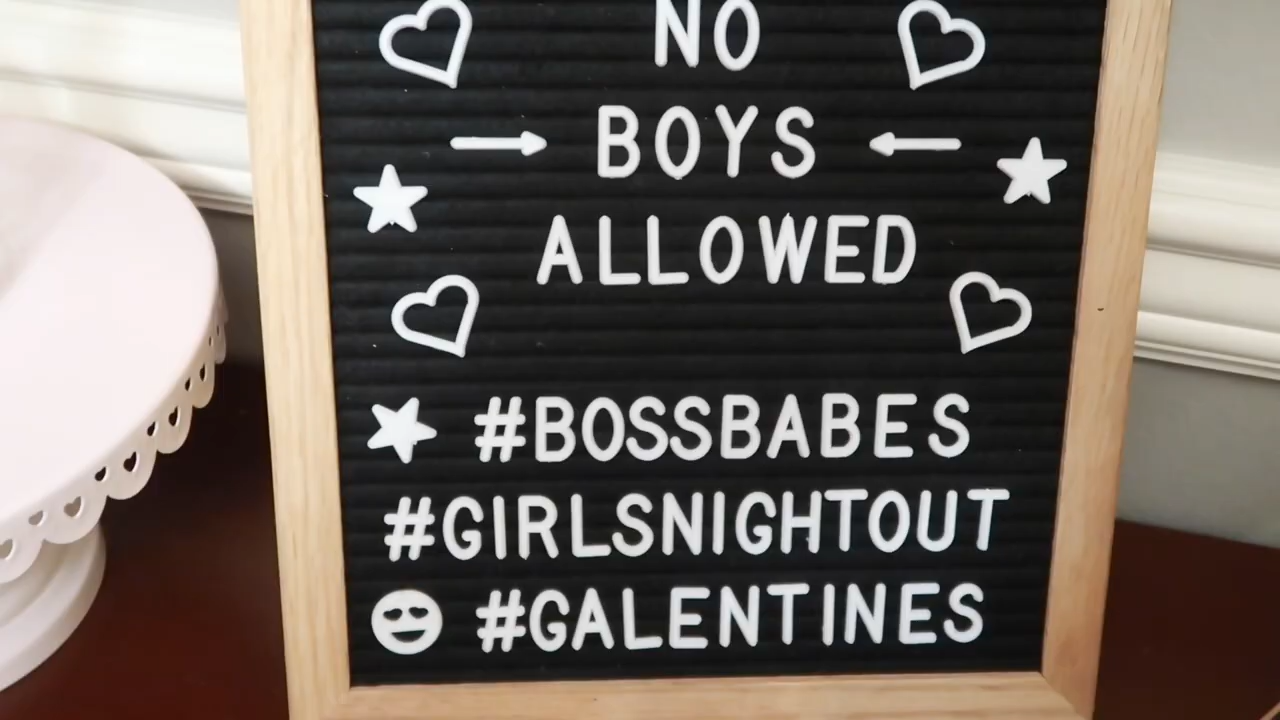 NO
BOYS
ALLOWED
#BOSSBABES
#GIRLSNIGHTOUT
#GALENTINES